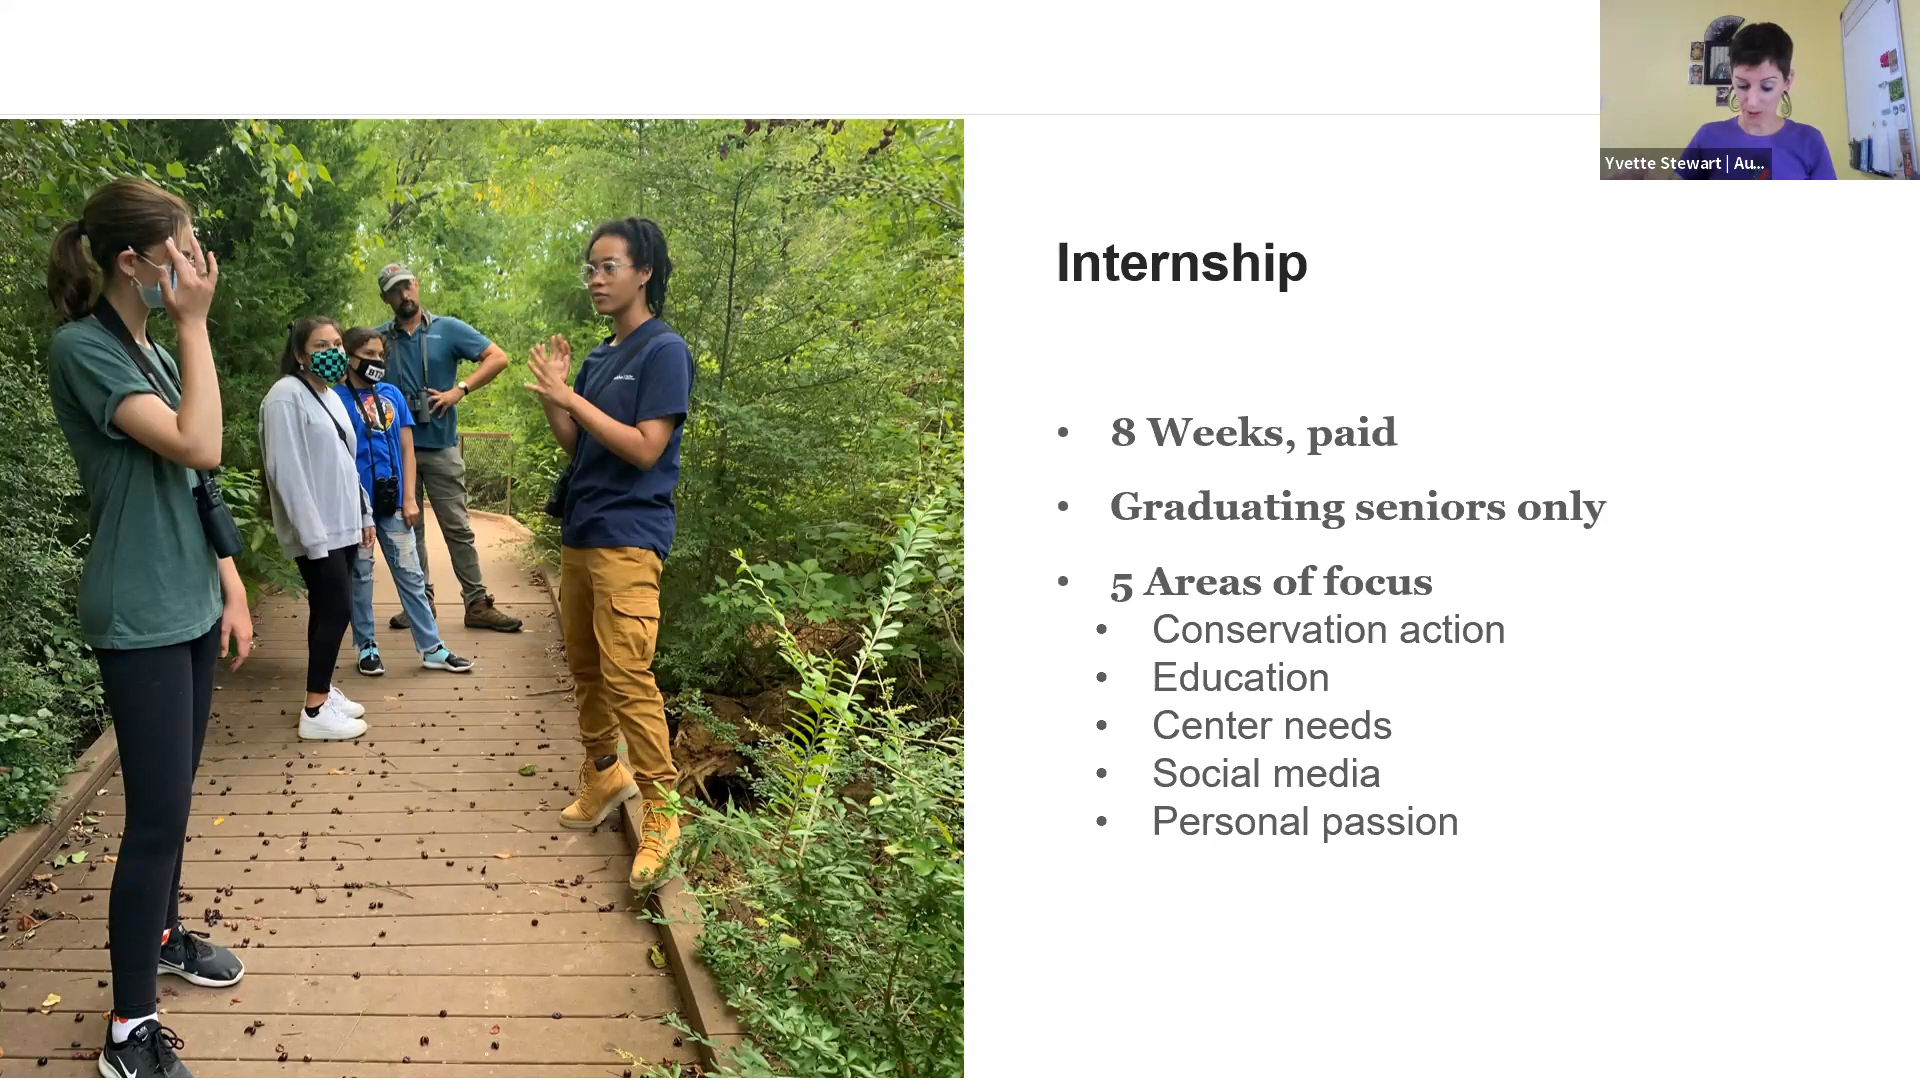 Yvette Stewart | Au...
Internship
• 8 Weeks, paid
• Graduating seniors only
• 5 Areas of focus
• Conservation action
• Education
• Center needs
• Social media
• Personal passion